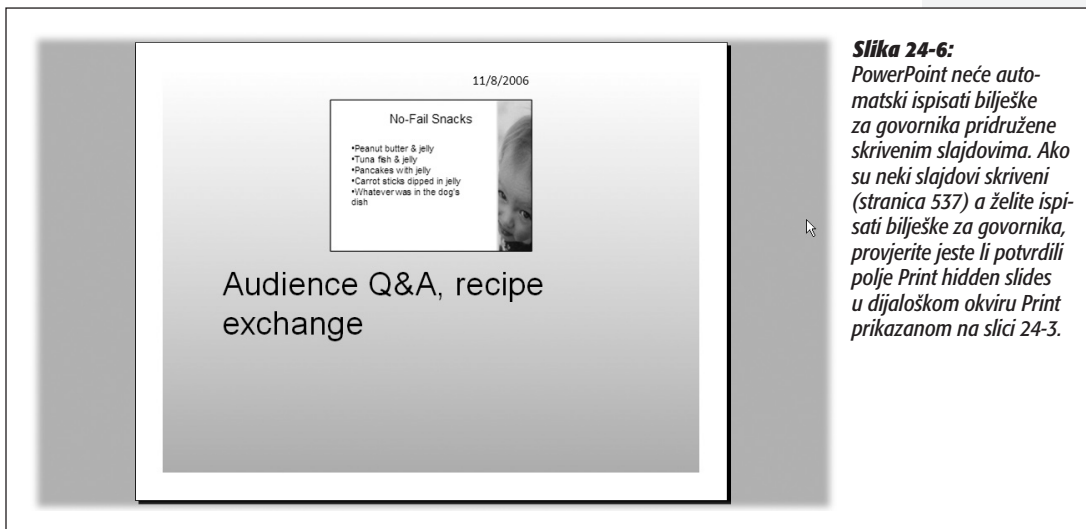 11/8/2006
No-Fail Snacks
•Peanut butter & jelly
•Tuna fish & jelly
•Pancakes with jelly
•Carrot sticks dipped in jelly
•Whatever was in the dog's
dish
Audience Q&A, recipe
exchange
Slika 24-6:
PowerPoint neće auto-
matski ispisati bilješke
za govornika pridružene
skrivenim slajdovima. Ako
su neki slajdovi skriveni
(stranica 537) a želite ispi-
sati bilješke za govornika,
provjerite jeste li potvrdili
polje Print hidden slides
u dijaloškom okviru Print
prikazanom na slici 24-3.